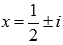 x = 1/2 ± i